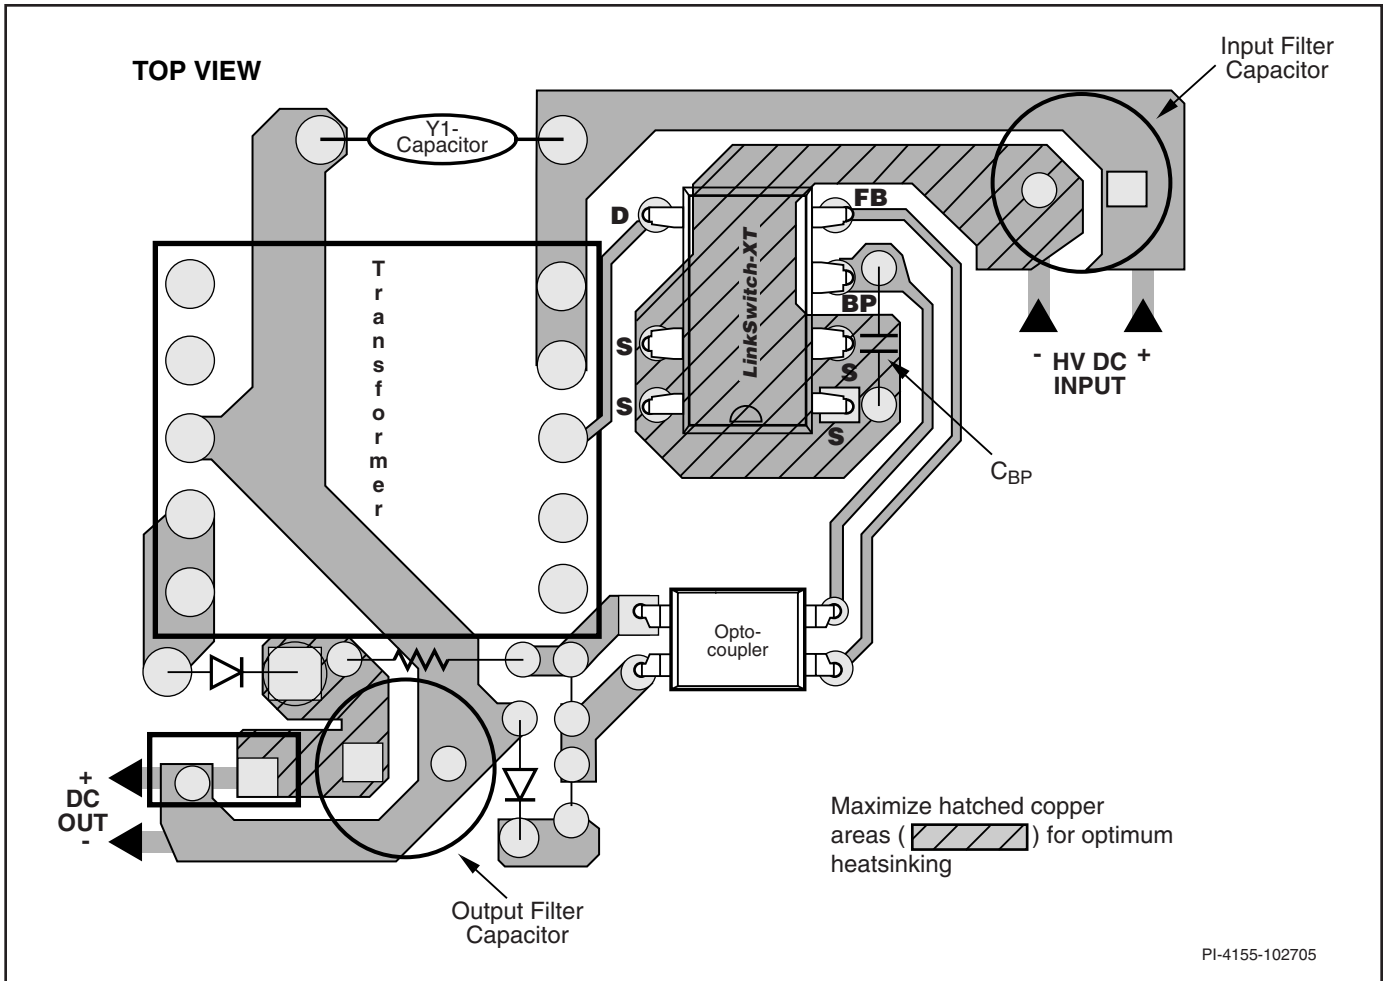 TOP VIEW
Input Filter
Capacitor
Y1-
Capacitor
D
FB
Transformer
LinkSwitch-XT
BP
S
S
S
S
- HV DC +
INPUT
CBP
Opto-
coupler
+
DC
OUT
-
Maximize hatched copper
areas ( ) for optimum
heatsinking
Output Filter
Capacitor
PI-4155-102705